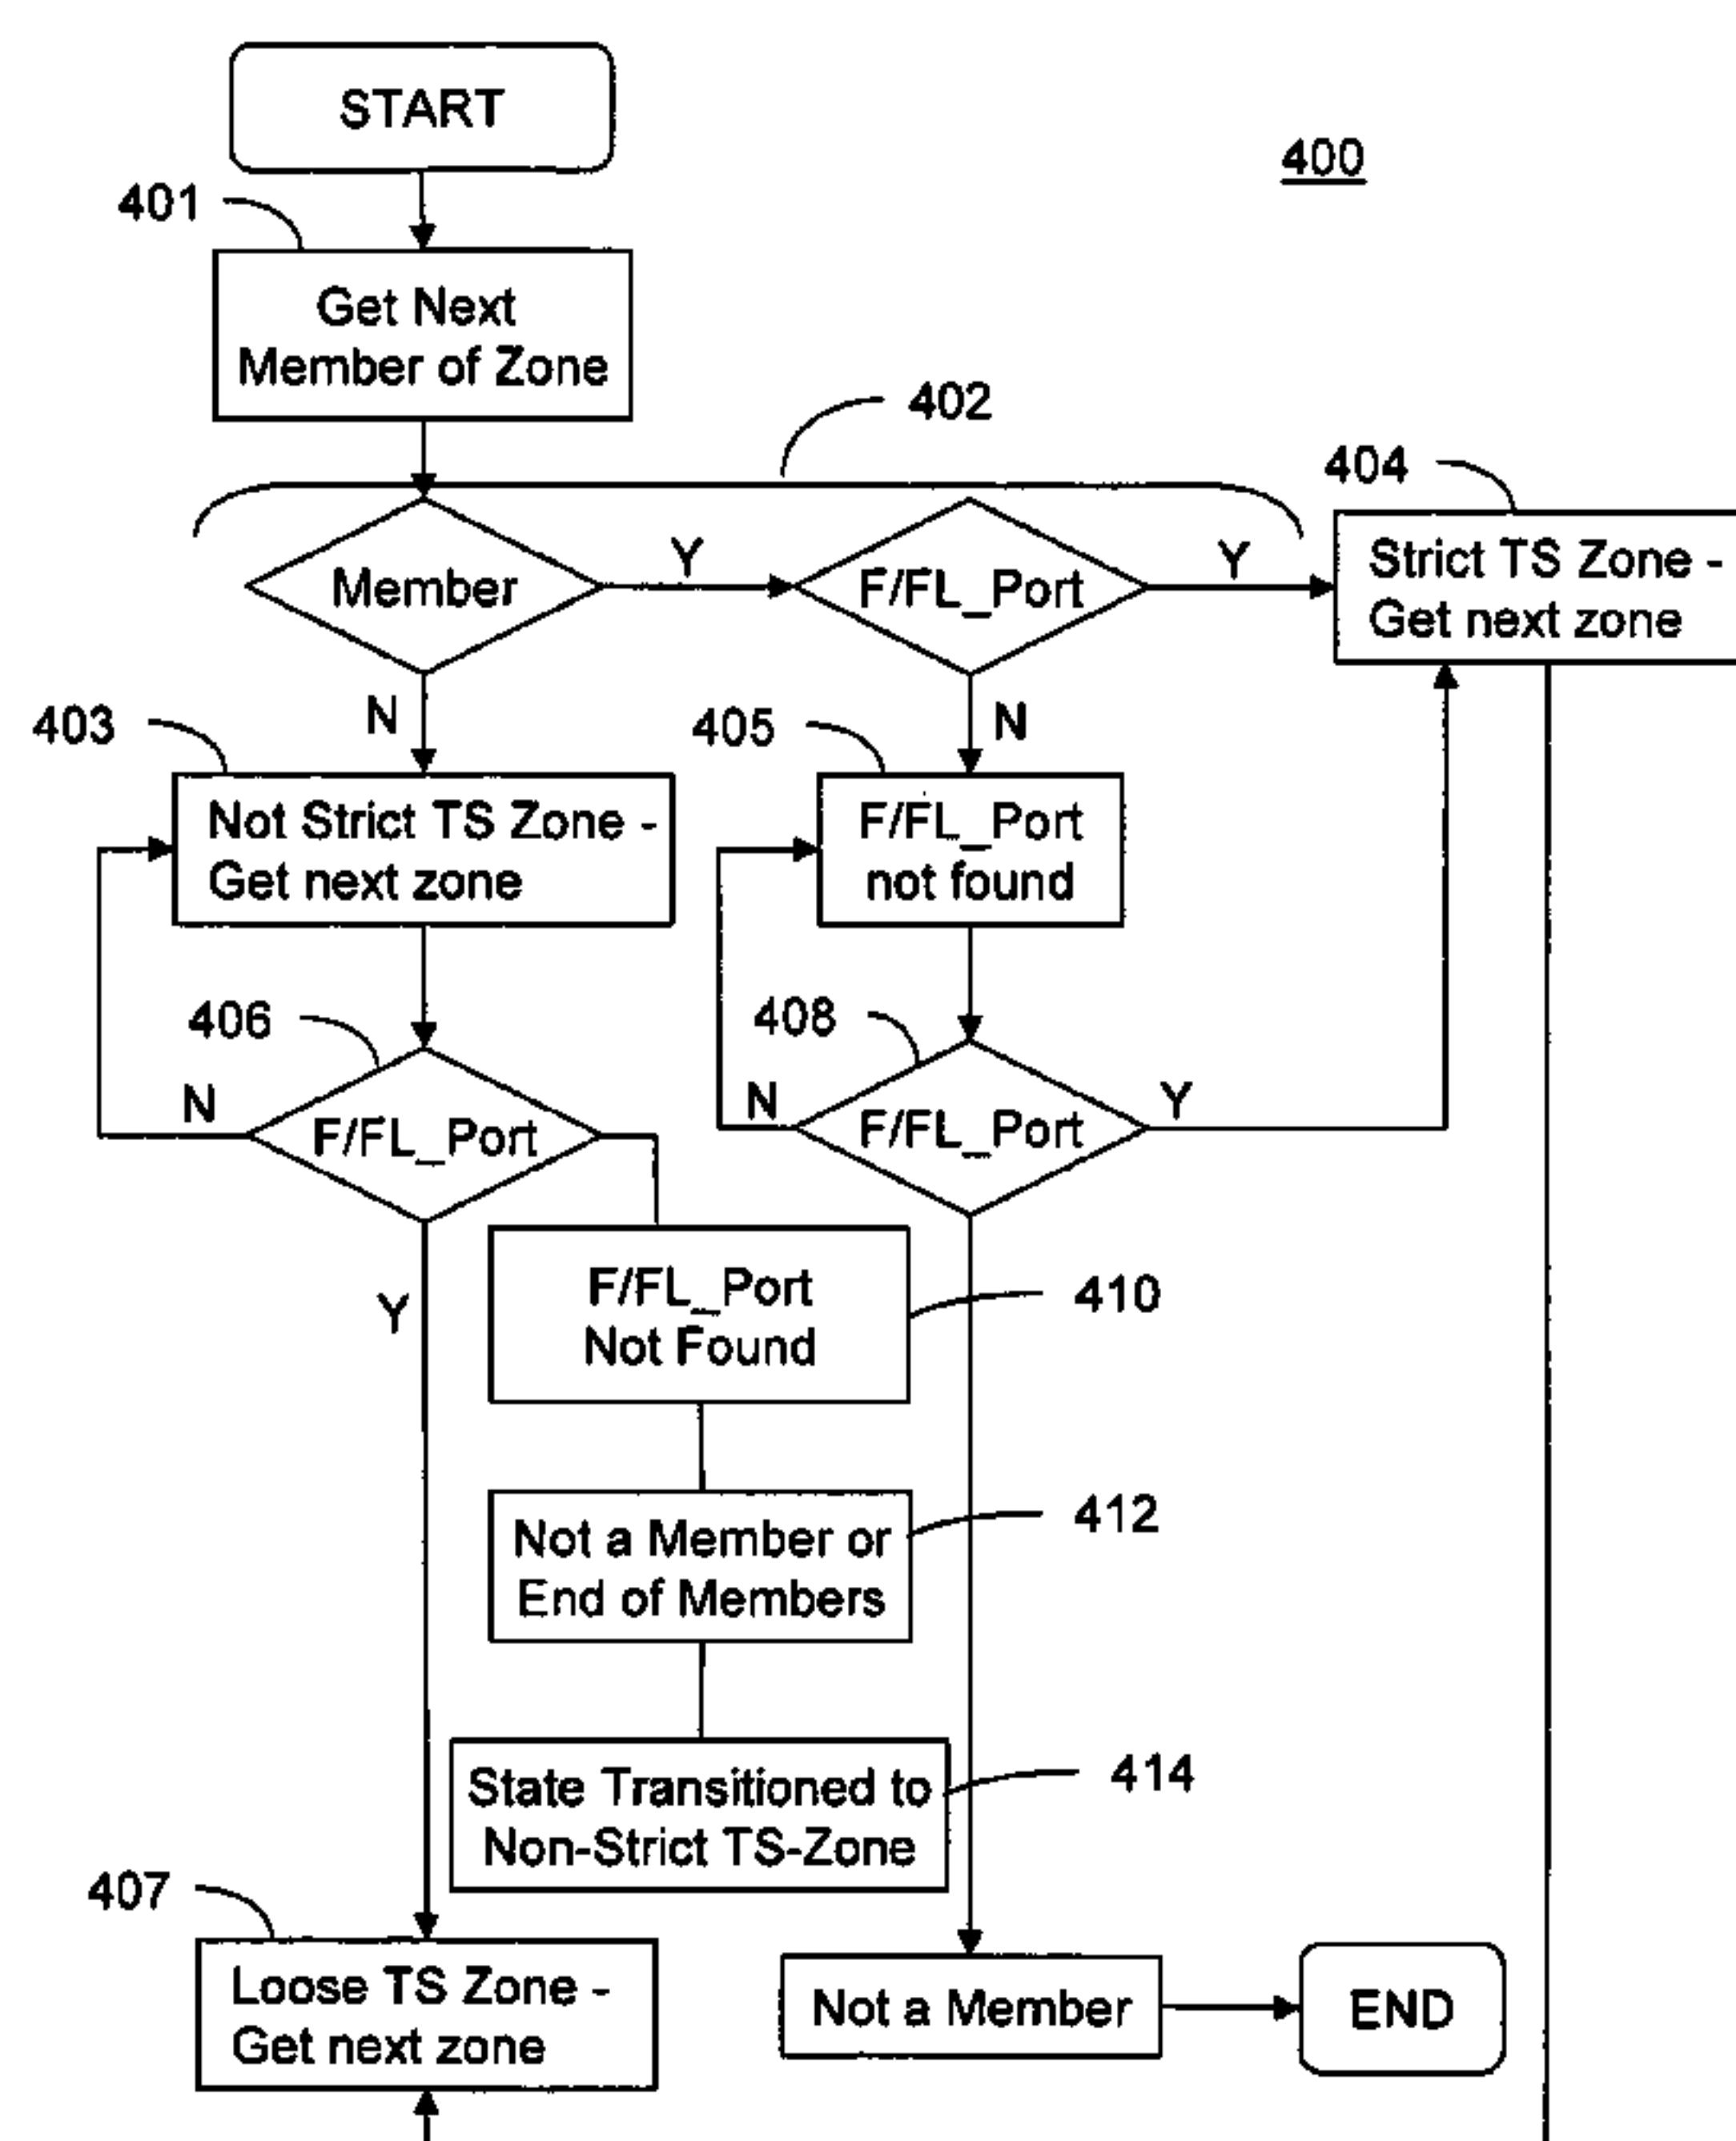 START
400
401
Get Next
Member of Zone
402
404
Member
Y
F/FL_Port
Y
Strict TS Zone -
Get next zone
N
N
403
405
Not Strict TS Zone -
Get next zone
F/FL_Port
not found
406
408
N
F/FL_Port
N
F/FL_Port
Y
Y
F/FL_Port
Not Found
410
Not a Member or
End of Members
412
State Transitioned to
Non-Strict TS-Zone
414
407
Loose TS Zone -
Get next zone
Not a Member
END